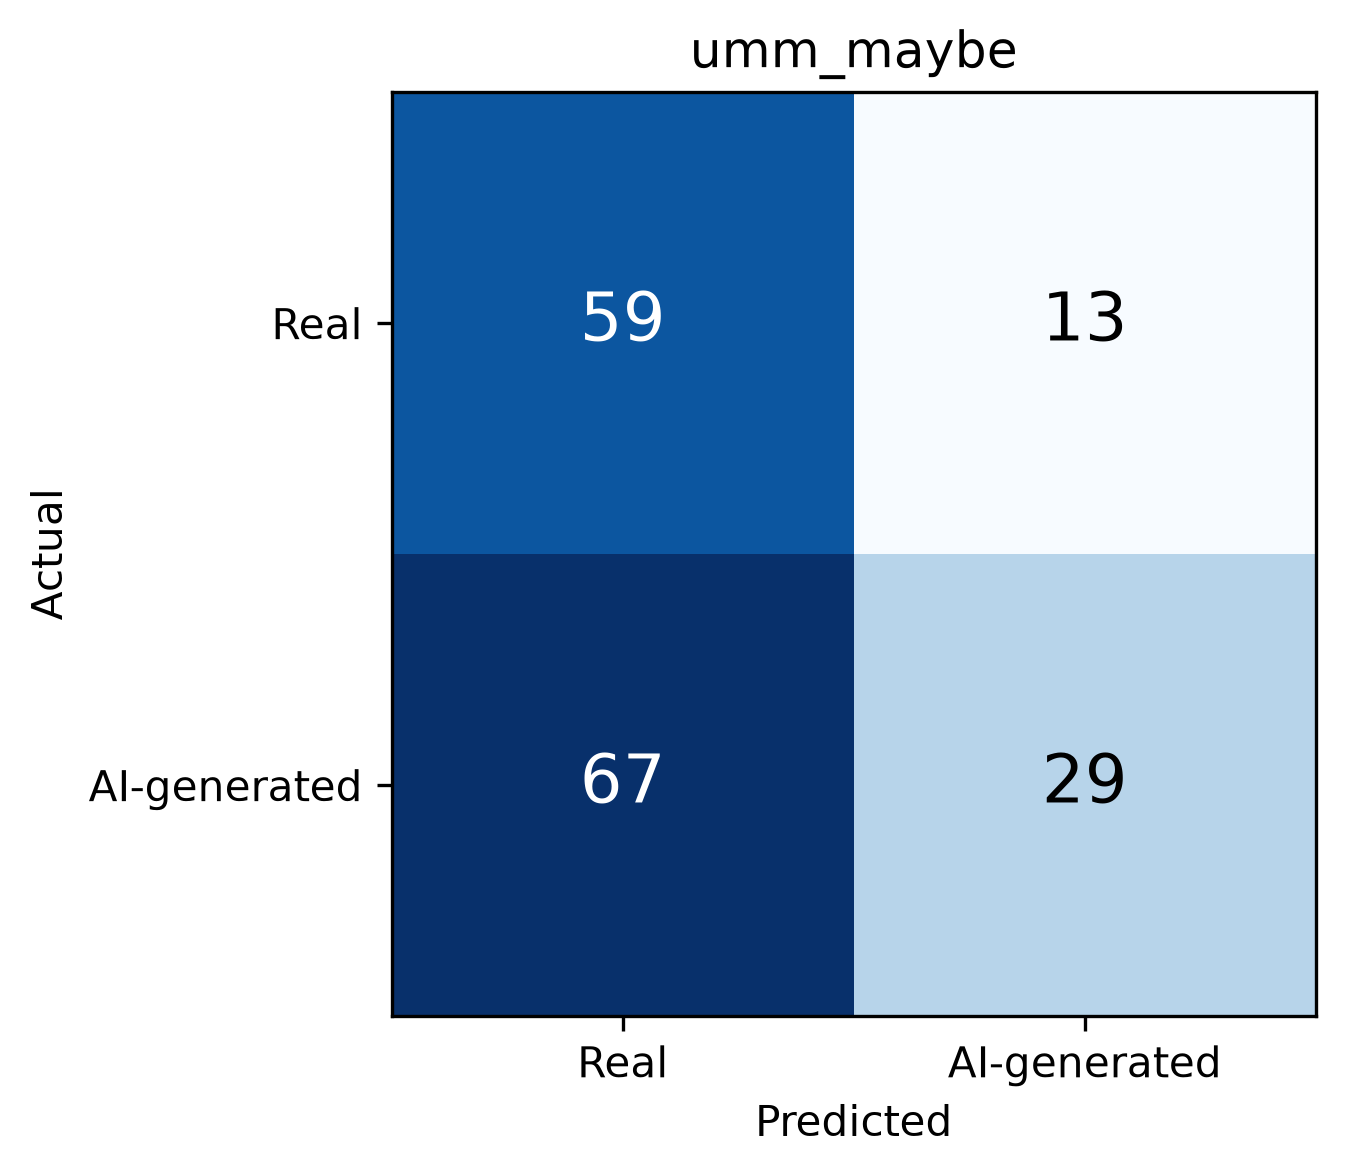 umm_maybe
Actual
Real
59
13
AI-generated
67
29
Real
AI-generated
Predicted